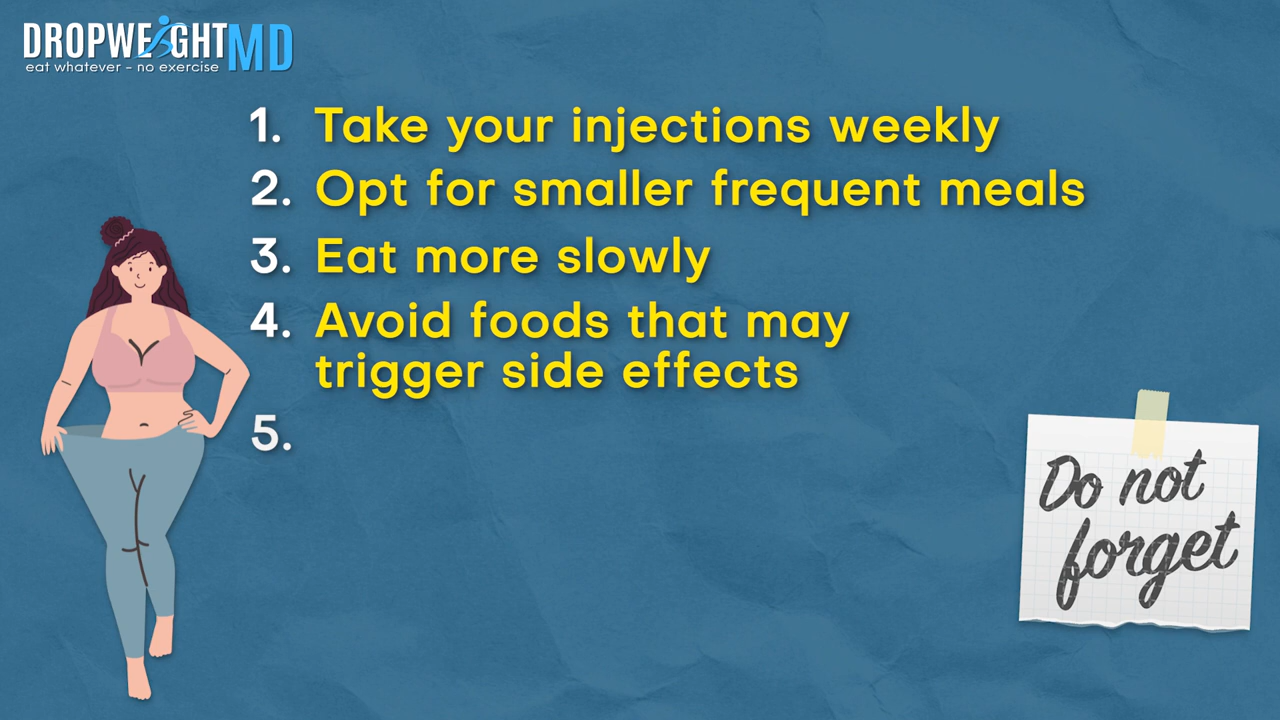 DROPWEIGHTMD
eat whatever - no exercise
1. Take your injections weekly
2. Opt for smaller frequent meals
3. Eat more slowly
4. Avoid foods that may
trigger side effects
5.
Do not
forget